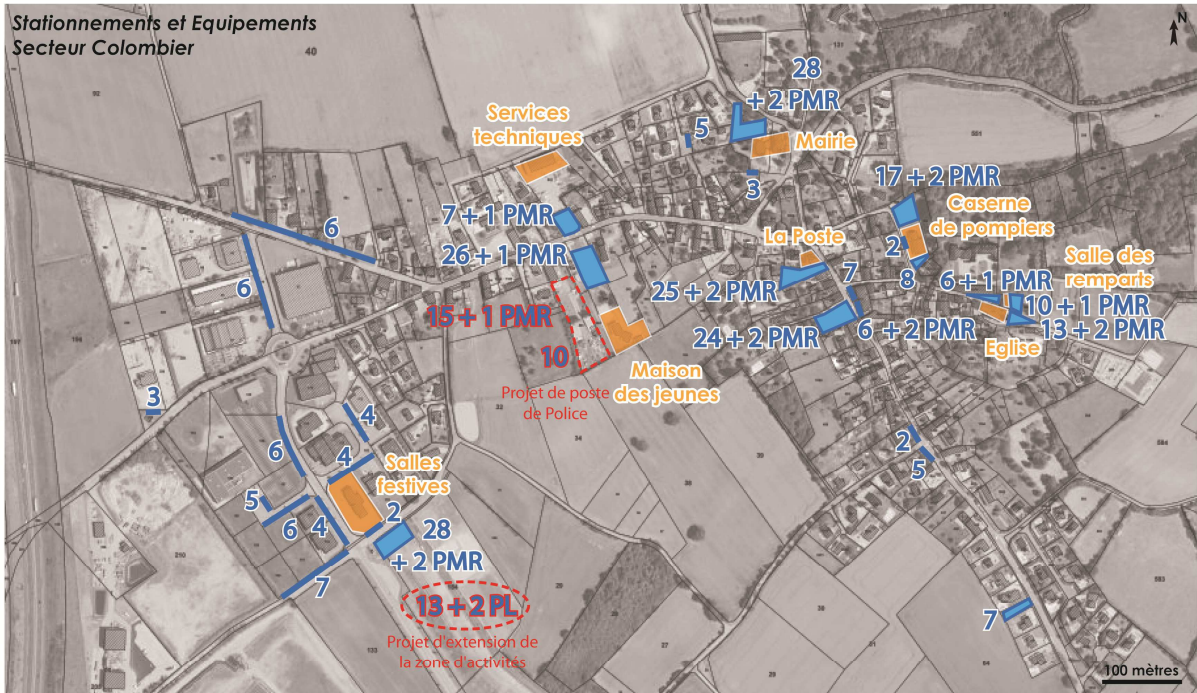 Stationnements et Equipements
Secteur Colombier
N
40
28
+ 2 PMR
Services
techniques
5
Mairie
3
17 + 2 PMR
Caserne
de pompiers
7 + 1 PMR
6
La Poste
2
26 + 1 PMR
Salle des
remparts
7
8
6
25 + 2 PMR
6 + 1 PMR
10 + 1 PMR
15 + 1 PMR
24 + 2 PMR
6 + 2 PMR
13 + 2 PMR
Eglise
10
Maison
des jeunes
Projet de poste
de Police
3
4
6
4
Salles
festives
2
5
5
6
4
2
28
+ 2 PMR
7
13 + 2 PL
7
Projet d'extension de
la zone d'activités
100 mètres